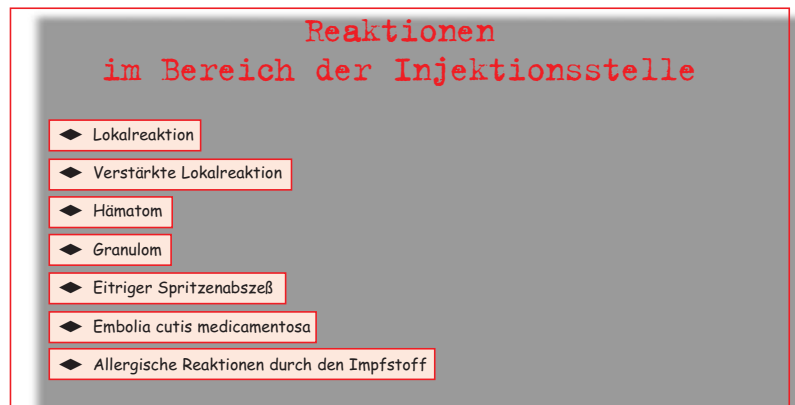 Reaktionen
im Bereich der Injektionsstelle
Lokalreaktion
Verstärkte Lokalreaktion
Hämatom
Granulom
Eitriger Spritzenabszeß
Embolia cutis medicamentosa
Allergische Reaktionen durch den Impfstoff